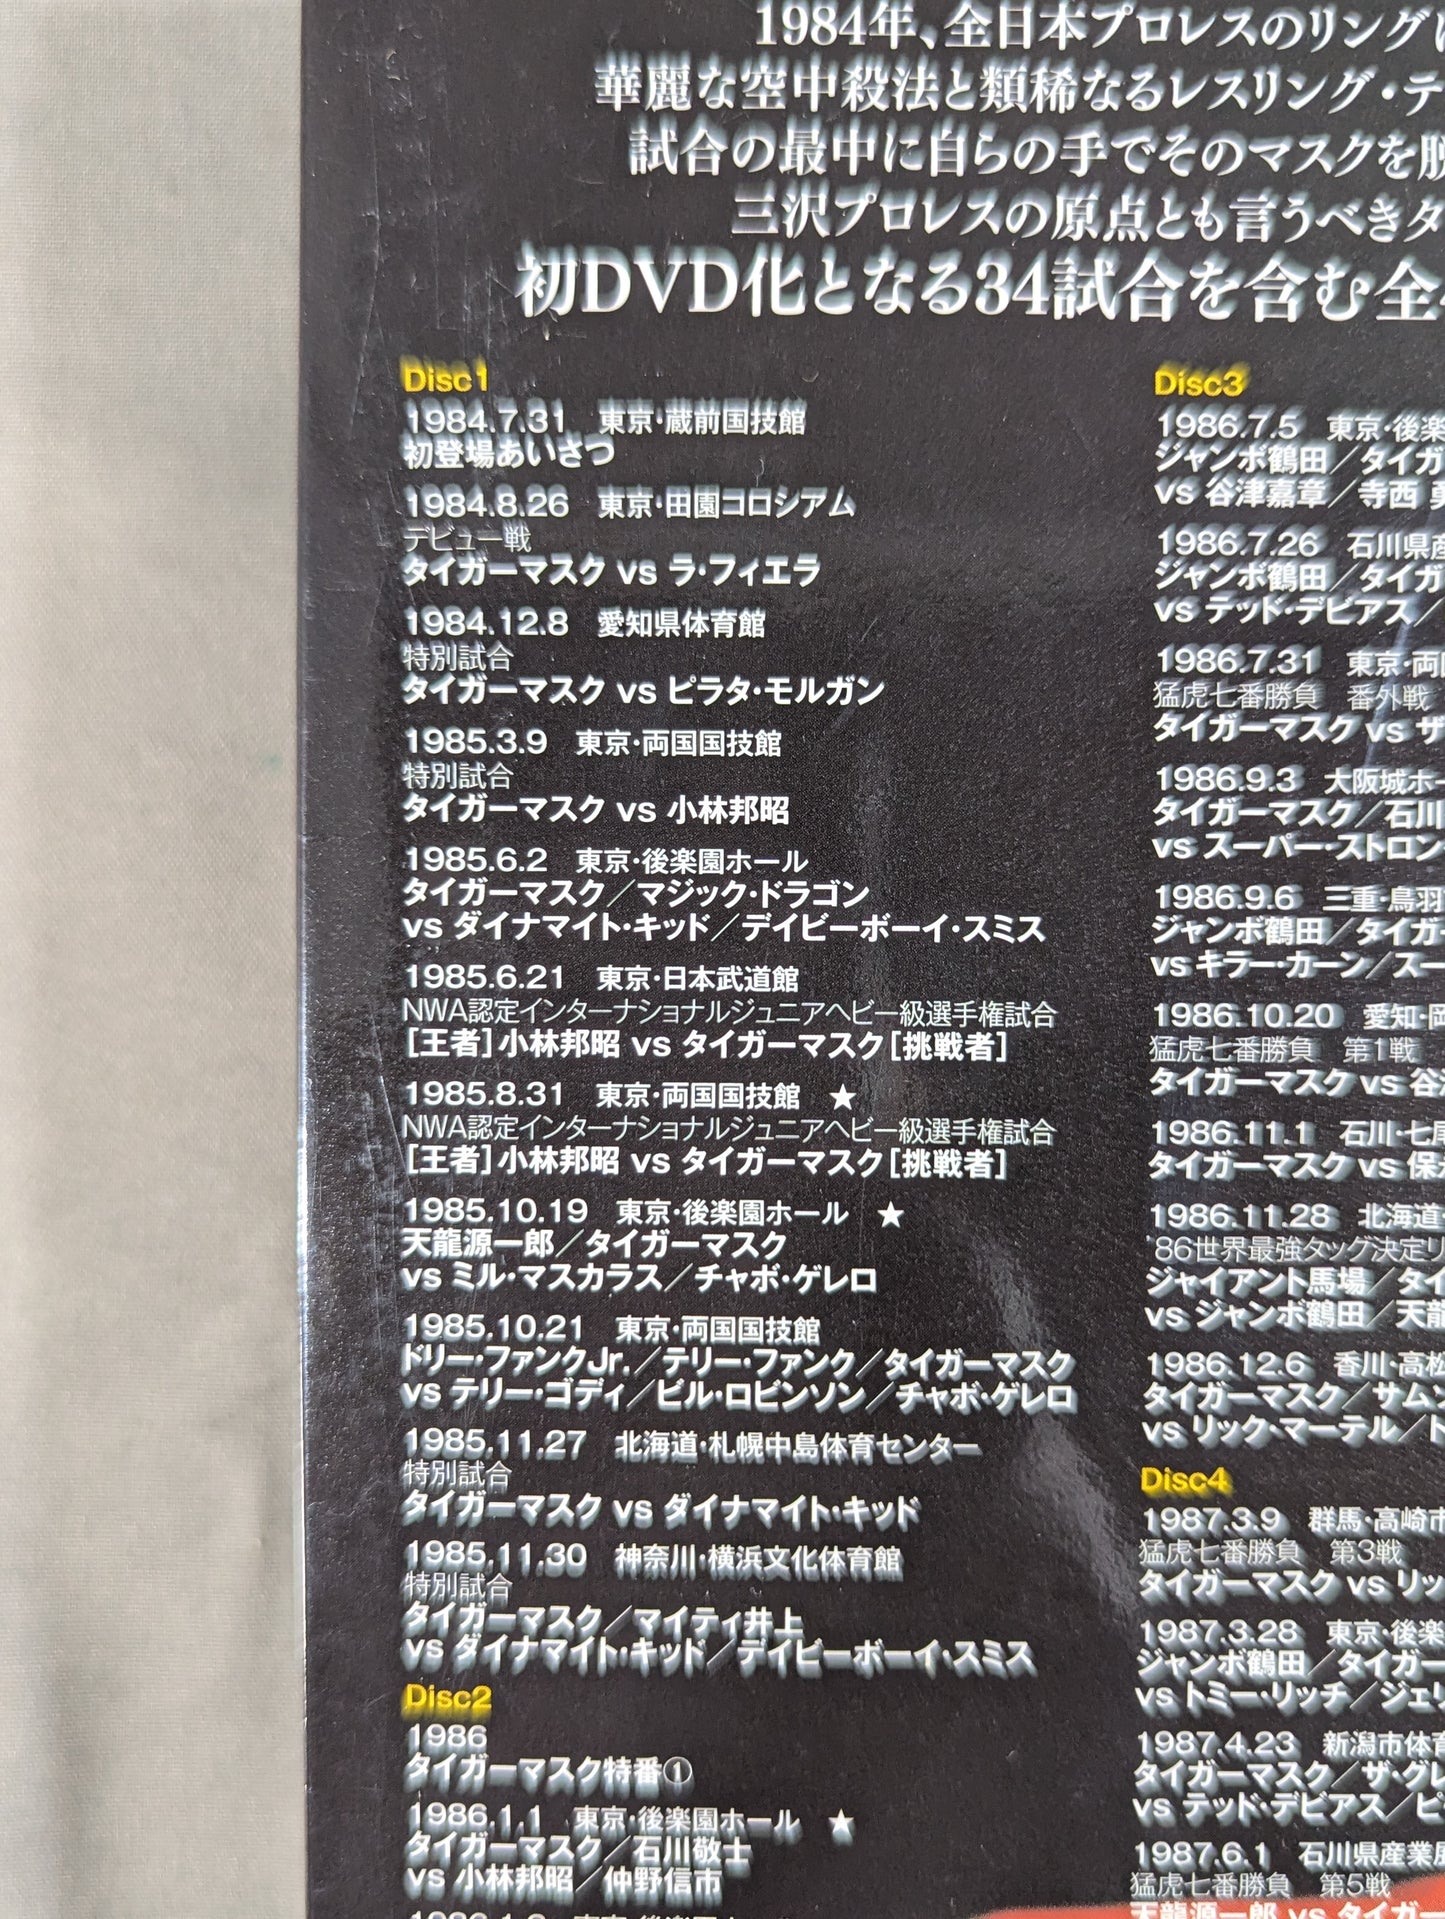 1984年、全日本プロレスのリング
華麗な空中殺法と類稀なるレスリング・テ
試合の最中に自らの手でそのマスクを脱
三沢プロレスの原点とも言うべきタ
初DVD化となる34試合を含む全
Disc1
1984.7.31 東京・蔵前国技館
初登場あいさつ
1984.8.26 東京・田園コロシアム
デビュー戦
タイガーマスク vs ラ・フィエラ
1984.12.8 愛知県体育館
特別試合
タイガーマスク vs ピラタ・モルガン
1985.3.9 東京・両国国技館
特別試合
タイガーマスク vs 小林邦昭
1985.6.2 東京・後楽園ホール
タイガーマスク／マジック・ドラゴン
vs ダイナマイト・キッド／デイビーボーイ・スミス
1985.6.21 東京・日本武道館
NWA認定インターナショナルジュニアヘビー級選手権試合
[王者]小林邦昭 vs タイガーマスク[挑戦者]
1985.8.31 東京・両国国技館 ★
NWA認定インターナショナルジュニアヘビー級選手権試合
[王者]小林邦昭 vs タイガーマスク[挑戦者]
1985.10.19 東京・後楽園ホール ★
天龍源一郎／タイガーマスク
vs ミル・マスカラス／チャボ・ゲレロ
1985.10.21 東京・両国国技館
ドリー・ファンクJr.／テリー・ファンク／タイガーマスク
vs テリー・ゴディ／ビル・ロビンソン／チャボ・ゲレロ
1985.11.27 北海道・札幌中島体育センター
特別試合
タイガーマスク vs ダイナマイト・キッド
1985.11.30 神奈川・横浜文化体育館
特別試合
タイガーマスク／マイティ井上
vs ダイナマイト・キッド／デイビーボーイ・スミス
Disc2
1986
タイガーマスク特番①
1986.1.1 東京・後楽園ホール ★
タイガーマスク／石川敬士
vs 小林邦昭／仲野信市
Disc3
1986.7.5 東京・後楽
ジャンボ鶴田／タイガ
vs 谷津嘉章／寺西 勇
1986.7.26 石川県産
ジャンボ鶴田／タイガ
vs テッド・デビアス／
1986.7.31 東京・両国
猛虎七番勝負 番外戦
タイガーマスク vs ザ
1986.9.3 大阪城ホー
タイガーマスク／石川
vs スーパー・ストロン
1986.9.6 三重・鳥羽
ジャンボ鶴田／タイガ
vs キラー・カーン／スー
1986.10.20 愛知・岡
猛虎七番勝負 第1戦
タイガーマスク vs 谷津
1986.11.1 石川・七尾
タイガーマスク vs 保永
1986.11.28 北海道
'86世界最強タッグ決定リ
ジャイアント馬場／タイ
vs ジャンボ鶴田／天龍
1986.12.6 香川・高松
タイガーマスク／サムソ
vs リック・マーテル／ト
Disc4
1987.3.9 群馬・高崎市
猛虎七番勝負 第3戦
タイガーマスク vs リッ
1987.3.28 東京・後楽
ジャンボ鶴田／タイガー
vs トミー・リッチ／ジェリ
1987.4.23 新潟市体育
タイガーマスク／ザ・グレ
vs テッド・デビアス／ピ
1987.6.1 石川県産業展
猛虎七番勝負 第5戦
天龍源一郎 vs タイガー